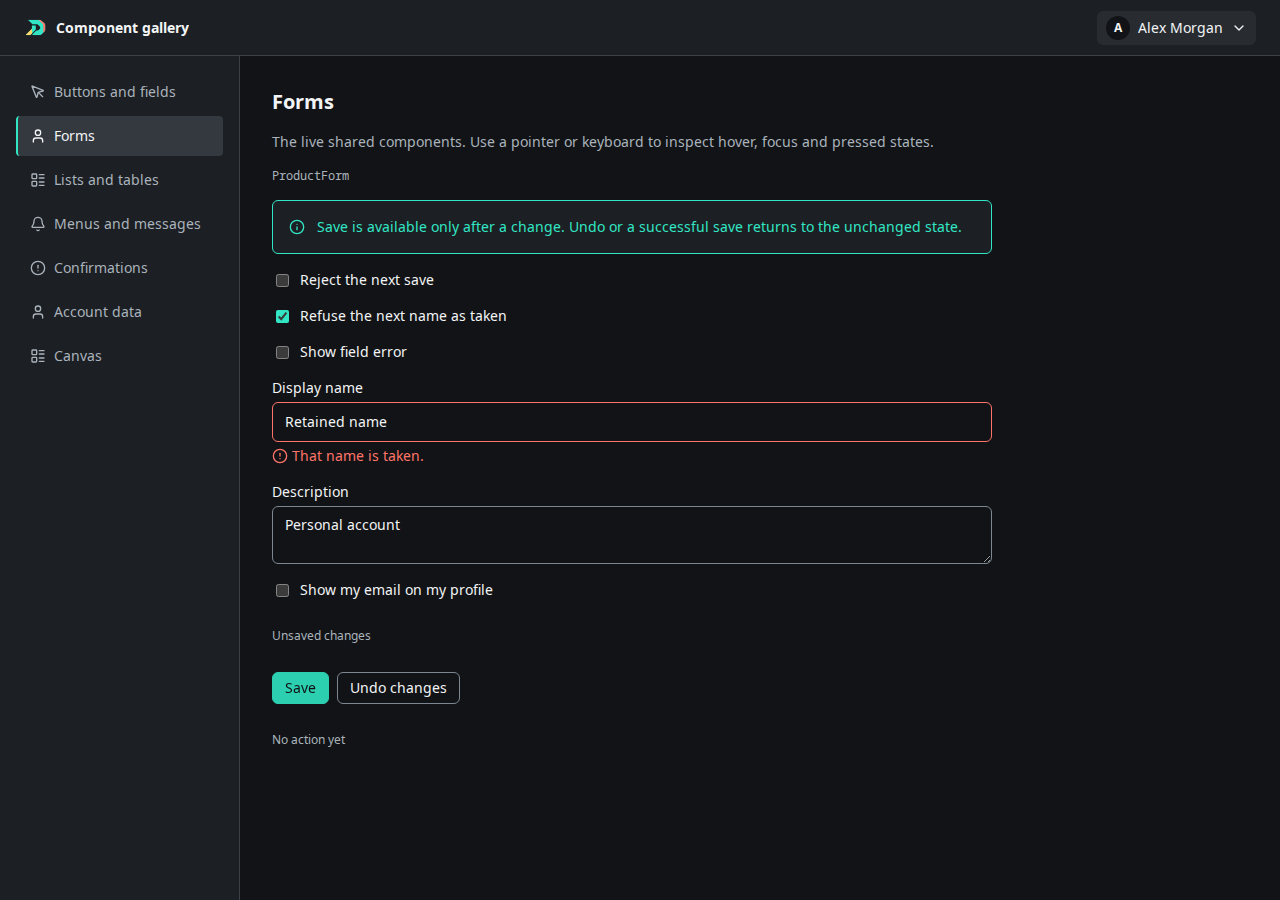 Component gallery
A Alex Morgan
Buttons and fields
Forms
Lists and tables
Menus and messages
Confirmations
Account data
Canvas
Forms
The live shared components. Use a pointer or keyboard to inspect hover, focus and pressed states.
ProductForm
Save is available only after a change. Undo or a successful save returns to the unchanged state.
Reject the next save
Refuse the next name as taken
Show field error
Display name
Retained name
That name is taken.
Description
Personal account
Show my email on my profile
Unsaved changes
Save Undo changes
No action yet